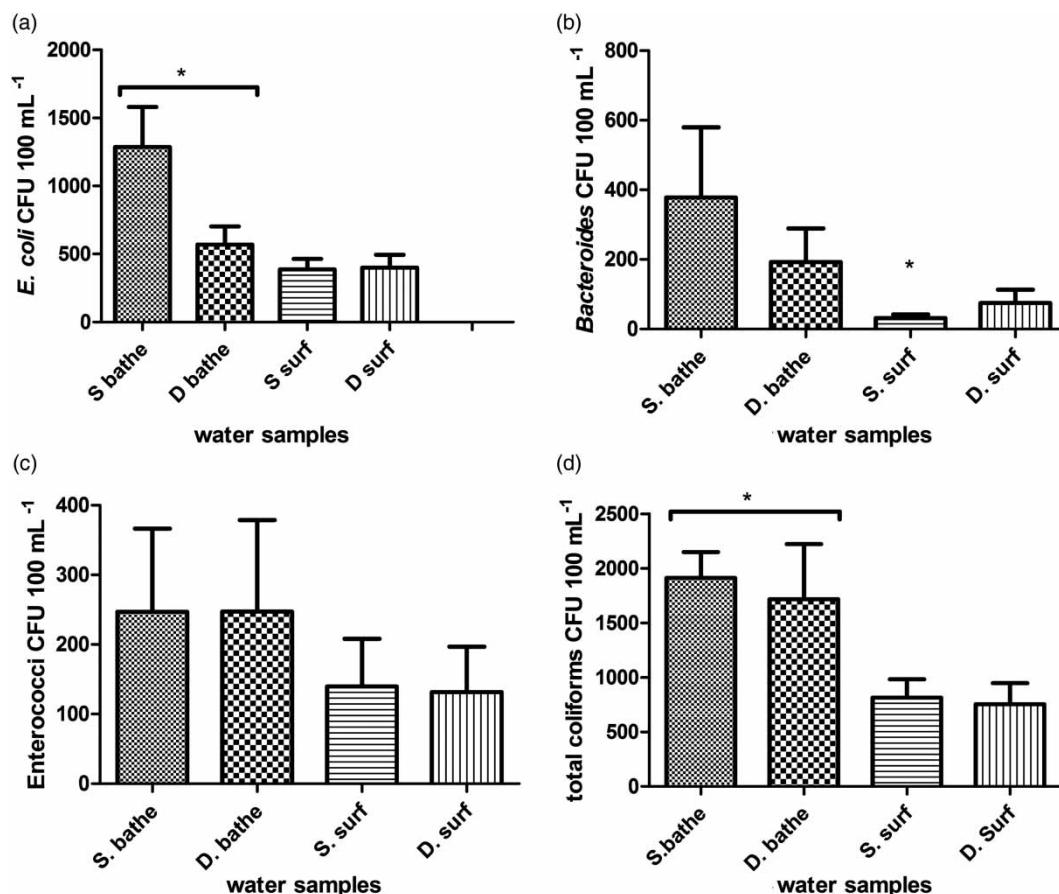 (a)
2000
1500
1000
500
0
E. coli CFU 100 mL -1
*
S bathe
D bathe
S surf
D surf
water samples
(b)
800
600
400
200
0
Bacteroides CFU 100 mL -1
*
S. bathe
D. bathe
S. surf
D. surf
water samples
(c)
400
300
200
100
0
Enterococci CFU 100 mL -1
S. bathe
D. bathe
S. surf
D. surf
water samples
(d)
2500
2000
1500
1000
500
0
total coliforms CFU 100 mL -1
*
S.bathe
D. bathe
S. surf
D. Surf
water samples